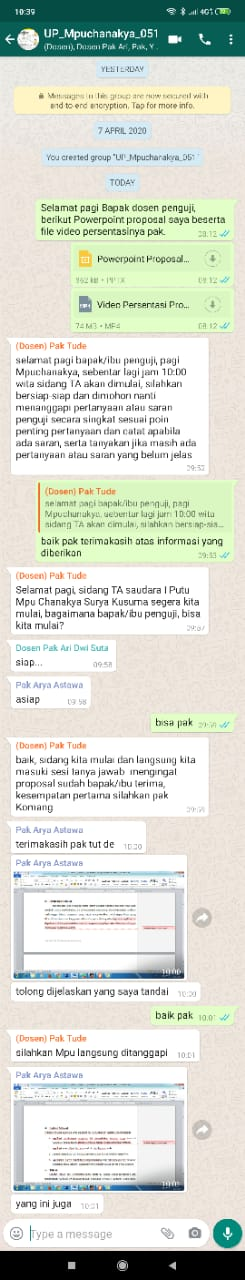 10:39
UP_Mpuchanakya_051
(Dosen), Dosen Pak Ari, Pak, Y...
YESTERDAY
Messages to this group are now secured with
end-to-end encryption. Tap for more info.
7 APRIL 2020
You created group "UP_Mpuchanakya_051"
TODAY
Selamat pagi Bapak dosen penguji,
berikut Powerpoint proposal saya beserta
file video persentasinya pak.
09:12
Powerpoint Proposal...
962 kB • PPTX
09:12
Video Persentasi Pro...
74 MB • MP4
09:12
(Dosen) Pak Tude
selamat pagi bapak/ibu penguji, pagi
Mpuchanakya, sebentar lagi jam 10:00
wita sidang TA akan dimulai, silahkan
bersiap-siap dan dimohon nanti
menanggapi pertanyaan atau saran
penguji secara singkat sesuai poin
penting pertanyaan dan catat apabila
ada saran, serta tanyakan jika masih ada
pertanyaan atau saran yang belum jelas
(Dosen) Pak Tude
selamat pagi bapak/ibu penguji, pagi
Mpuchanakya, sebentar lagi jam 10:00 wita
sidang TA akan dimulai, silahkan bersiap-sia...
baik pak terimakasih atas informasi yang
diberikan
(Dosen) Pak Tude
Selamat pagi, sidang TA saudara I Putu
Mpu Chanakya Surya Kusuma segera kita
mulai, bagaimana bapak/ibu penguji, bisa
kita mulai?
09:57
Dosen Pak Ari Dwi Suta
siap...
09:58
Pak Arya Astawa
asiap
09:58
bisa pak
09:59
(Dosen) Pak Tude
baik, sidang kita mulai dan langsung kita
masuki sesi tanya jawab mengingat
proposal sudah bapak/ibu terima,
kesempatan pertama silahkan pak
Komang
09:59
Pak Arya Astawa
terimakasih pak tut de
10:00
Pak Arya Astawa
10:00
tolong dijelaskan yang saya tandai
10:00
baik pak
10:01
(Dosen) Pak Tude
silahkan Mpu langsung ditanggapi
10:01
Pak Arya Astawa
10:01
yang ini juga
10:01
Type a message